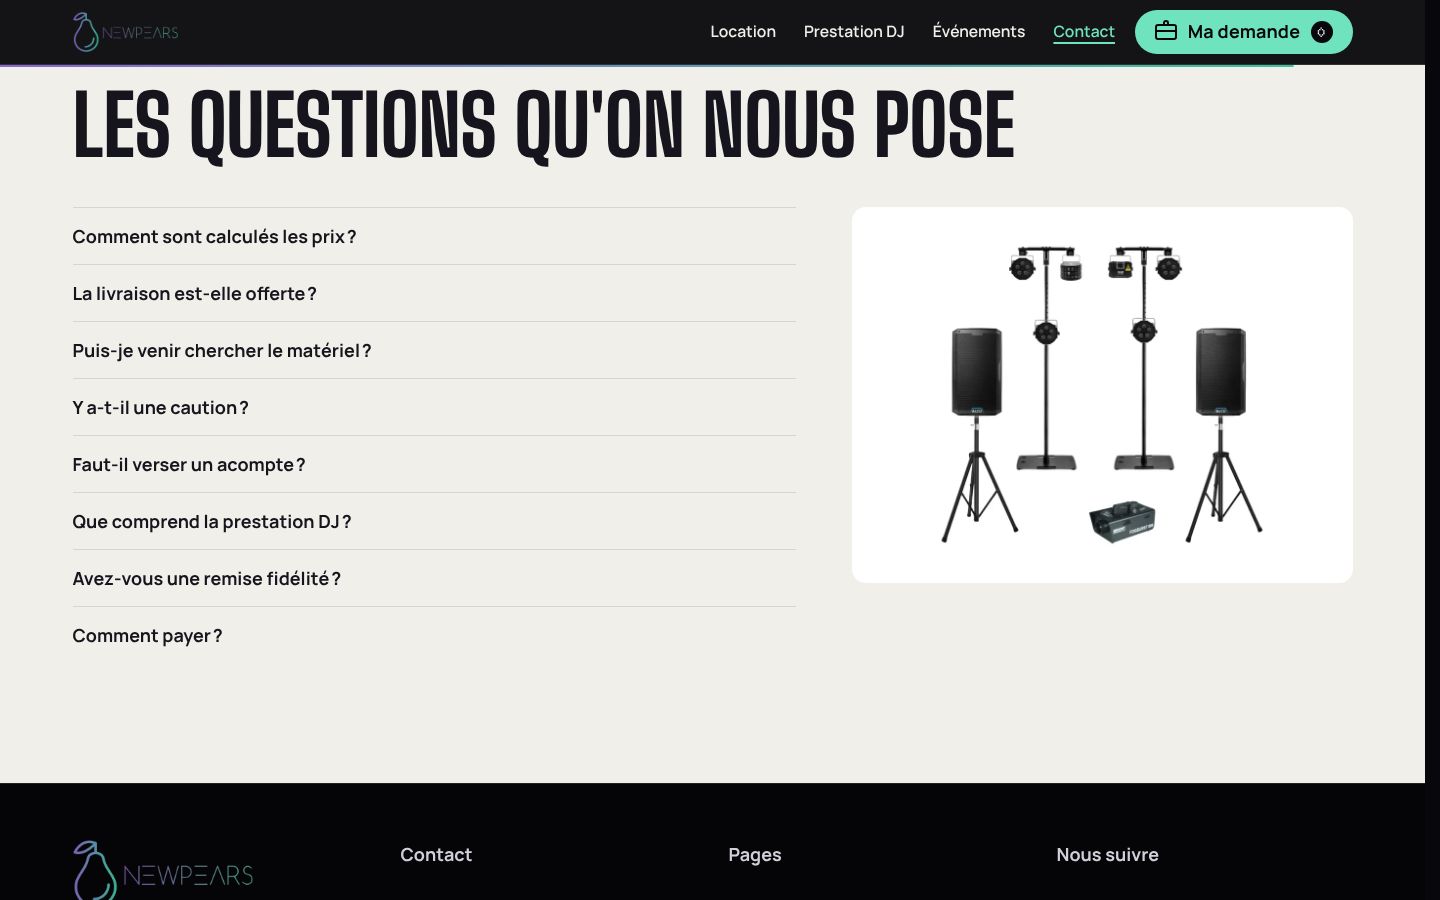 NEWPEARS
Location
Prestation DJ
Événements
Contact
Ma demande
0
LES QUESTIONS QU'ON NOUS POSE
Comment sont calculés les prix ?
La livraison est-elle offerte ?
Puis-je venir chercher le matériel ?
Y a-t-il une caution ?
Faut-il verser un acompte ?
Que comprend la prestation DJ ?
Avez-vous une remise fidélité ?
Comment payer ?
NEWPEARS
Contact
Pages
Nous suivre